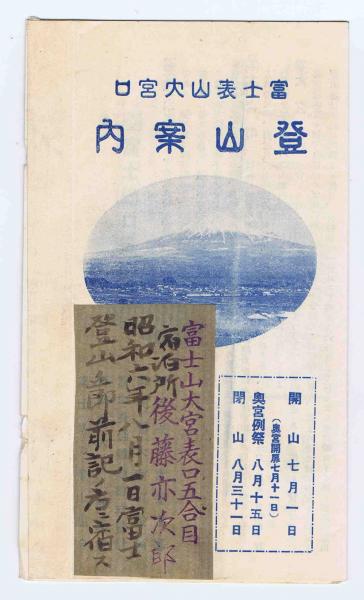 富士表山大宮口
登山案内
開山 七月一日
(奥宮開扉七月十一日)
奥宮例祭 八月十五日
閉山 八月三十一日
富士山大宮表口五合目
宿泊所 後藤亦次郎
昭和六年八月一日富士
登山ノ節前記ノ処ニ宿ス